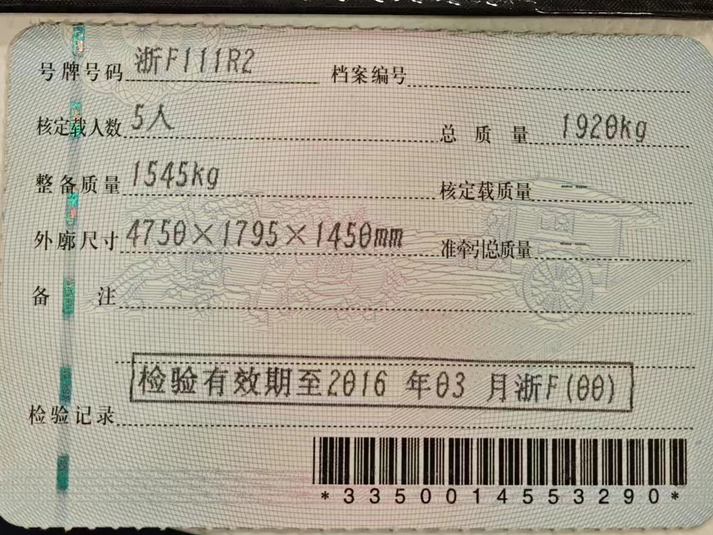 号牌号码 浙F111R2 档案编号
核定载人数 5人 总质量 1920kg
整备质量 1545kg 核定载质量 --
外廓尺寸 4750×1795×1450mm 准牵引总质量 --
备注
检验有效期至2016 年03 月浙F(00)
检验记录
*3350014553290*